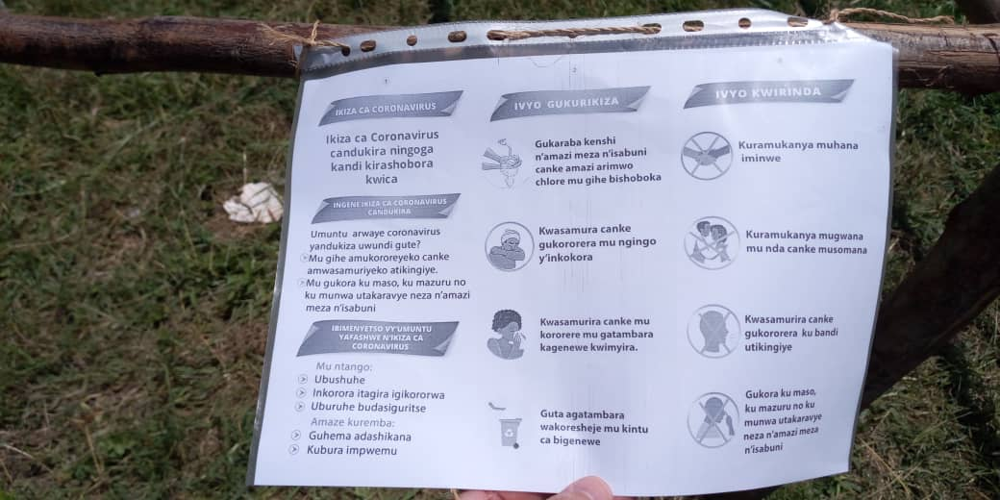 1
IKIZA CA CORONAVIRUS
Ikiza ca Coronavirus
candukira ningoga
kandi kirashobora
kwica
INGENE IKIZA CA CORONAVIRUS
CANDUKIRA
Umuntu arwaye coronavirus
yandukiza uwundi gute?
Mu gihe amukororeyeko canke
amwasamuriyeko atikingiye.
Mu gukora ku maso, ku mazuru no
ku munwa utakaravye neza n'amazi
meza n'isabuni
IBIMENYETSO VY'UMUNTU
YAFASHWE N'IKIZA CA
CORONAVIRUS
Mu ntango:
Ubushuhe
Inkorora itagira igikororwa
Uburuhe budasiguritse
Amaze kuremba:
Guhema adashikana
Kubura impwemu
2
IVYO GUKURIKIZA
Gukaraba kenshi
n'amazi meza n'isabuni
canke amazi arimwo
chlore mu gihe bishoboka
Kwasamura canke
gukororera mu ngingo
y'inkokora
Kwasamurira canke mu
kororere mu gatambara
kagenewe kwimyira.
Guta agatambara
wakoresheje mu kintu
ca bigenewe
IVYO KWIRINDA
Kuramukanya muhana
iminwe
Kuramukanya mugwana
mu nda canke musomana
Kwasamurira canke
gukororera ku bandi
utikingiye
Gukora ku maso,
ku mazuru no ku
munwa utakaravye
neza n'amazi meza
n'isabuni